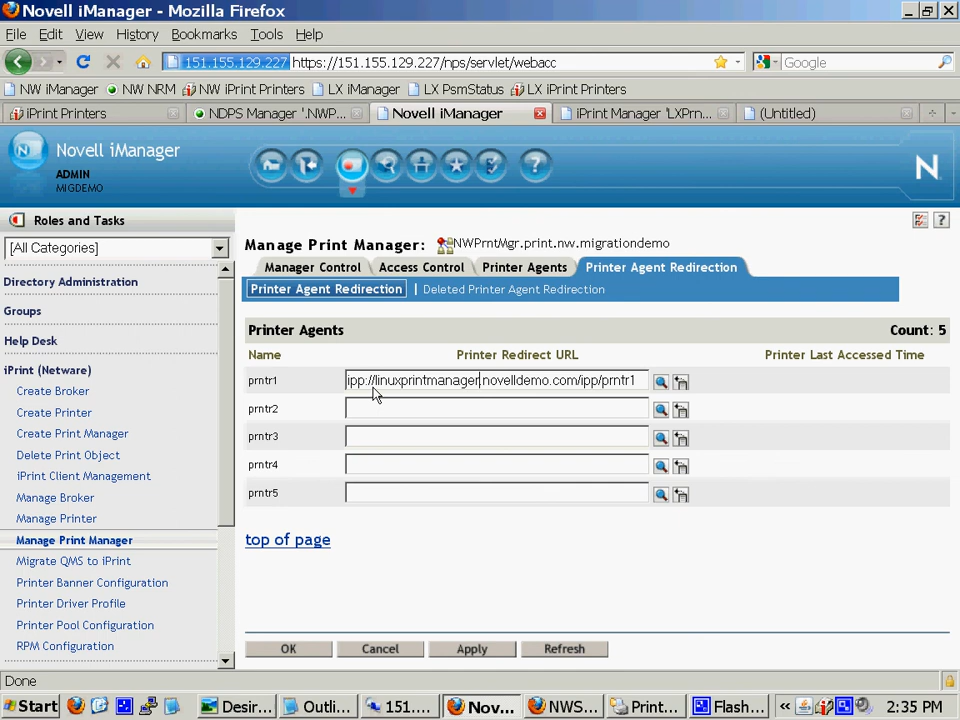 Novell iManager - Mozilla Firefox
File Edit View History Bookmarks Tools Help
151.155.129.227 https://151.155.129.227/nps/servlet/webacc
Google
NW iManager NW NRM NW iPrint Printers LX iManager LX PsmStatus LX iPrint Printers
iPrint Printers NDPS Manager '.NWP... Novell iManager iPrint Manager 'LXPrn... (Untitled)
Novell iManager
ADMIN
MIGDEMO
N
Roles and Tasks
[All Categories]
Directory Administration
Groups
Help Desk
iPrint (Netware)
Create Broker
Create Printer
Create Print Manager
Delete Print Object
iPrint Client Management
Manage Broker
Manage Printer
Manage Print Manager
Migrate QMS to iPrint
Printer Banner Configuration
Printer Driver Profile
Printer Pool Configuration
RPM Configuration
Manage Print Manager: NWPrntMgr.print.nw.migrationdemo
Manager Control Access Control Printer Agents Printer Agent Redirection
Printer Agent Redirection | Deleted Printer Agent Redirection
Printer Agents Count: 5
Name Printer Redirect URL Printer Last Accessed Time
prntr1 ipp://linuxprintmanager.novelldemo.com/ipp/prntr1
prntr2
prntr3
prntr4
prntr5
top of page
OK Cancel Apply Refresh
Done
Start Desir... Outli... 151.... Nov... NWS... Print... Flash... « 2:35 PM